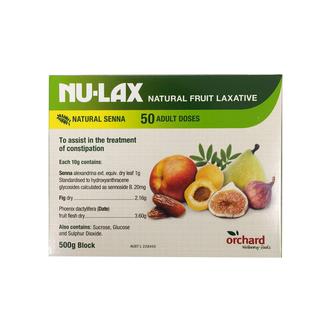 NU-LAX NATURAL FRUIT LAXATIVE
NATURAL SENNA 50 ADULT DOSES
To assist in the treatment
of constipation
Each 10g contains:
Senna alexandrina ext. equiv. dry leaf 1g
Standardised to hydroxyanthracene
glycosides calculated as sennoside B. 20mg
Fig dry 2.16g
Phoenix dactylifera (Date)
fruit flesh dry 3.60g
Also contains: Sucrose, Glucose
and Sulphur Dioxide.
500g Block
orchard